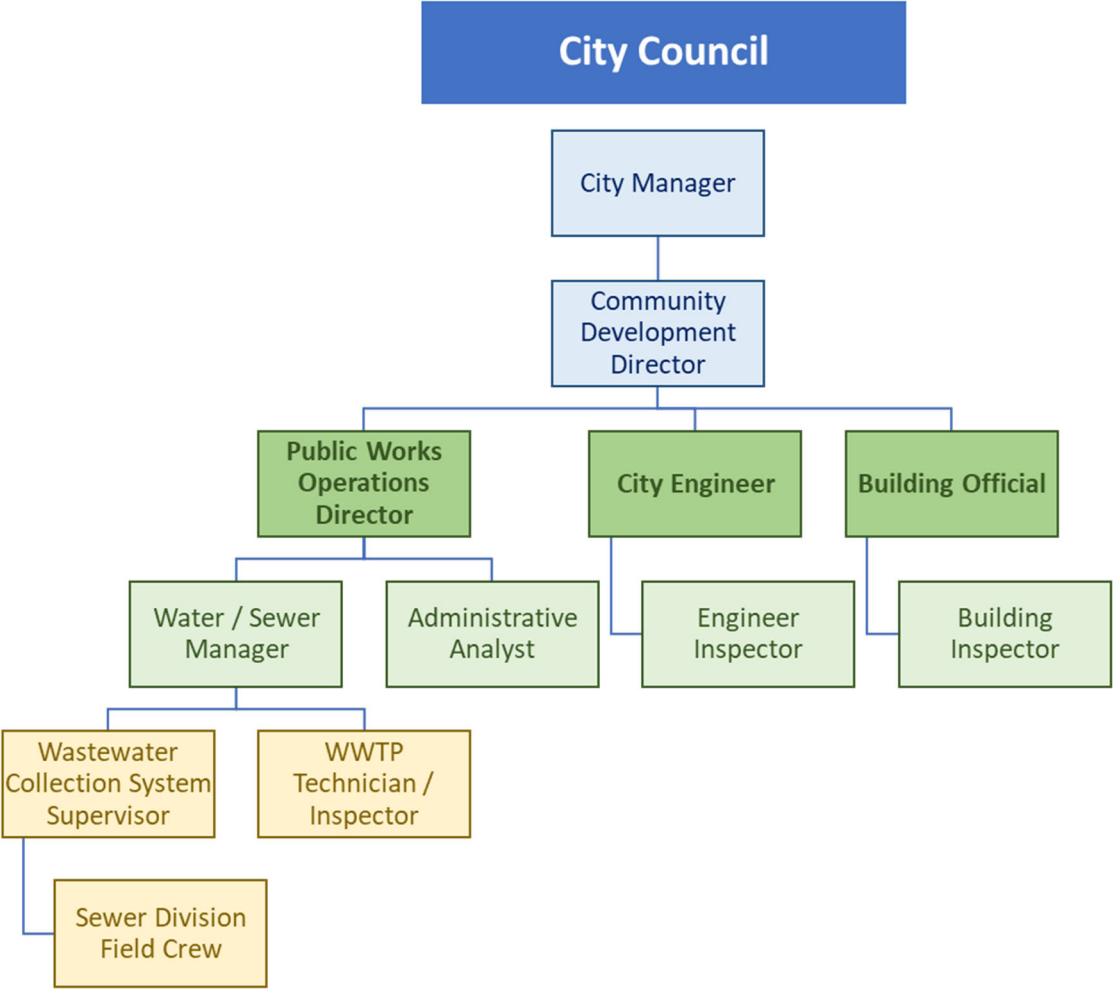 City Council
City Manager
Community
Development
Director
Public Works
Operations
Director
City Engineer
Building Official
Water / Sewer
Manager
Administrative
Analyst
Engineer
Inspector
Building
Inspector
Wastewater
Collection System
Supervisor
WWTP
Technician /
Inspector
Sewer Division
Field Crew